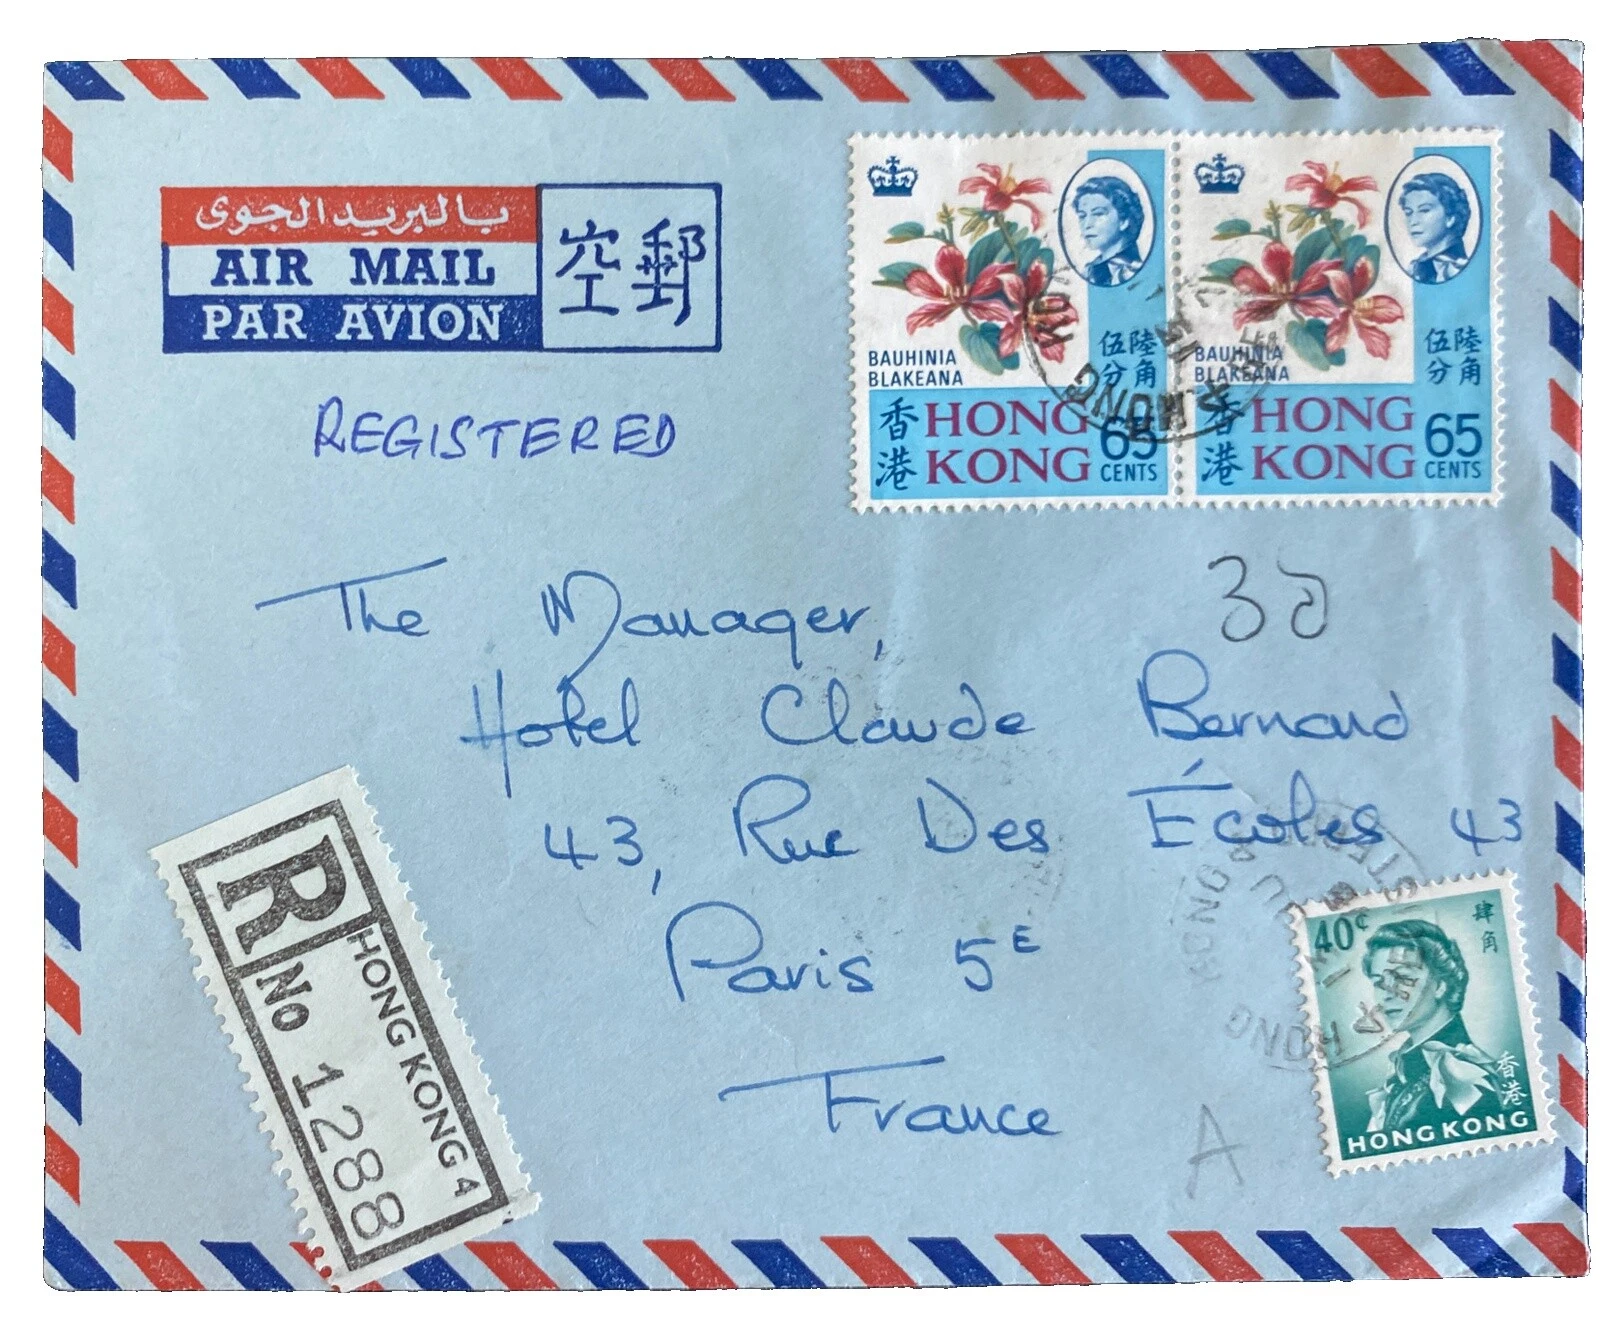 بالبريد الجوى
AIR MAIL
PAR AVION
空郵
REGISTERED
BAUHINIA
BLAKEANA
伍陸
分角
香港
HONG
KONG
65
CENTS
BAUHINIA
BLAKEANA
伍陸
分角
香港
HONG
KONG
65
CENTS
HONG
The Manager,
Hotel Claude Bernard
43, Rue Des Écoles 43
Paris 5E
France
R
HONG KONG 4
No 1288
40c
肆角
香港
HONG KONG
HONG
A